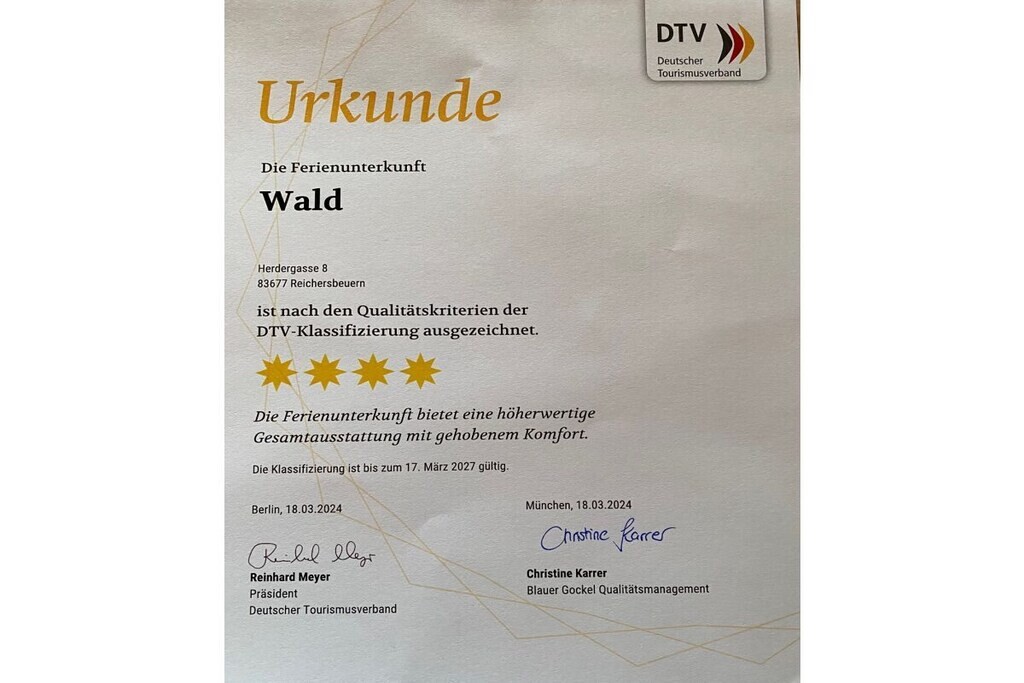 DTV
Deutscher
Tourismusverband
Urkunde
Die Ferienunterkunft
Wald
Herdergasse 8
83677 Reichersbeuern
ist nach den Qualitätskriterien der
DTV-Klassifizierung ausgezeichnet.
Die Ferienunterkunft bietet eine höherwertige
Gesamtausstattung mit gehobenem Komfort.
Die Klassifizierung ist bis zum 17. März 2027 gültig.
Berlin, 18.03.2024
Reinhard Meyer
Reinhard Meyer
Präsident
Deutscher Tourismusverband
München, 18.03.2024
Christine Karrer
Christine Karrer
Blauer Gockel Qualitätsmanagement